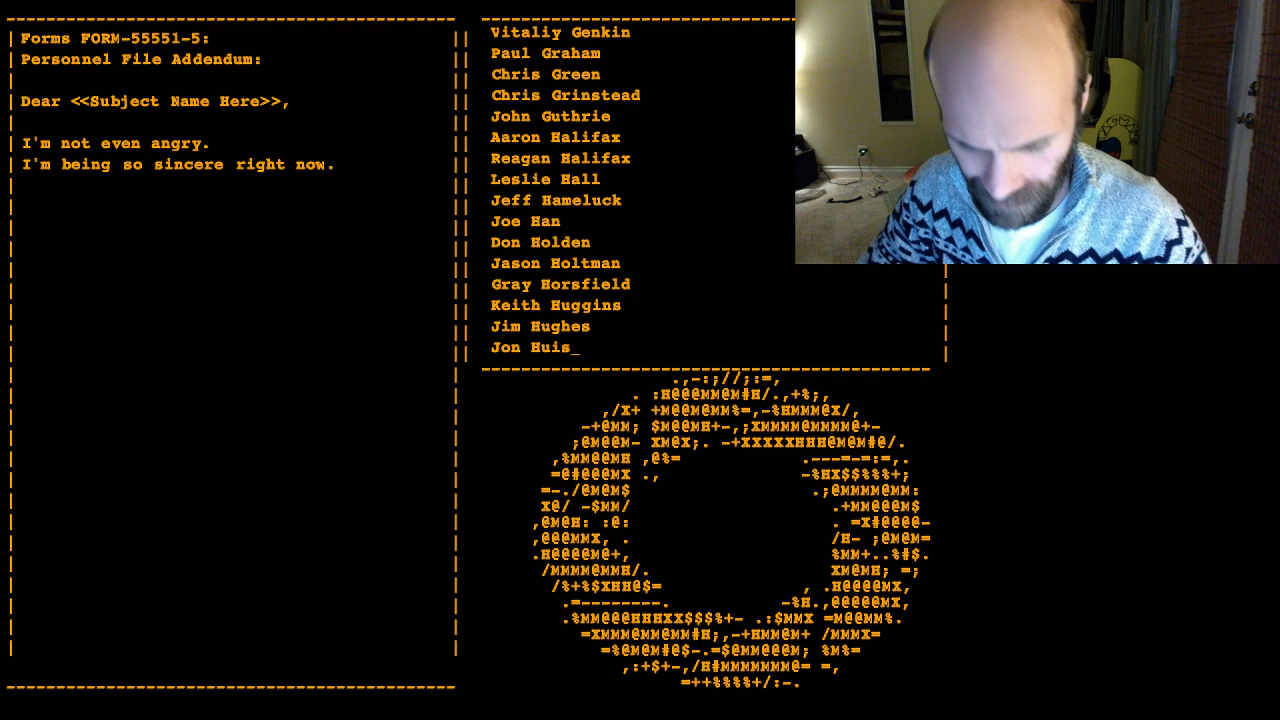 Forms FORM-55551-5:
Personnel File Addendum:
Dear <<Subject Name Here>>,
I'm not even angry.
I'm being so sincere right now.
Vitaliy Genkin
Paul Graham
Chris Green
Chris Grinstead
John Guthrie
Aaron Halifax
Reagan Halifax
Leslie Hall
Jeff Hameluck
Joe Han
Don Holden
Jason Holtman
Gray Horsfield
Keith Huggins
Jim Hughes
Jon Huis_